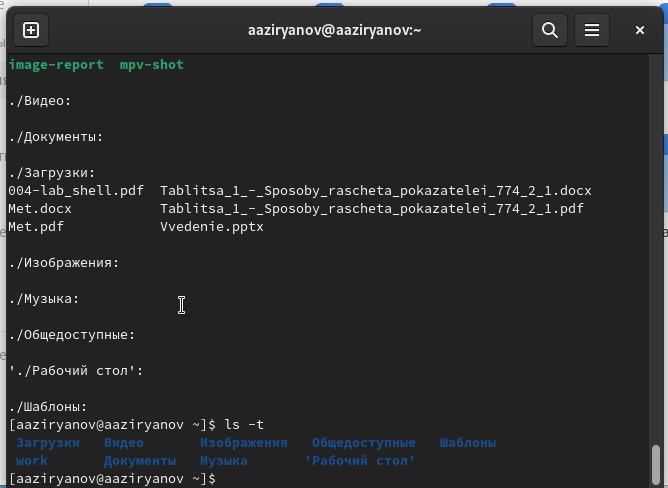 aaziryanov@aaziryanov:~
image-report  mpv-shot
./Видео:
./Документы:
./Загрузки:
004-lab_shell.pdf  Tablitsa_1_-_Sposoby_rascheta_pokazatelei_774_2_1.docx
Met.docx           Tablitsa_1_-_Sposoby_rascheta_pokazatelei_774_2_1.pdf
Met.pdf            Vvedenie.pptx
./Изображения:
./Музыка:
./Общедоступные:
'./Рабочий стол':
./Шаблоны:
[aaziryanov@aaziryanov ~]$ ls -t
 Загрузки   Видео       Изображения   Общедоступные   Шаблоны
 work       Документы   Музыка       'Рабочий стол'
[aaziryanov@aaziryanov ~]$